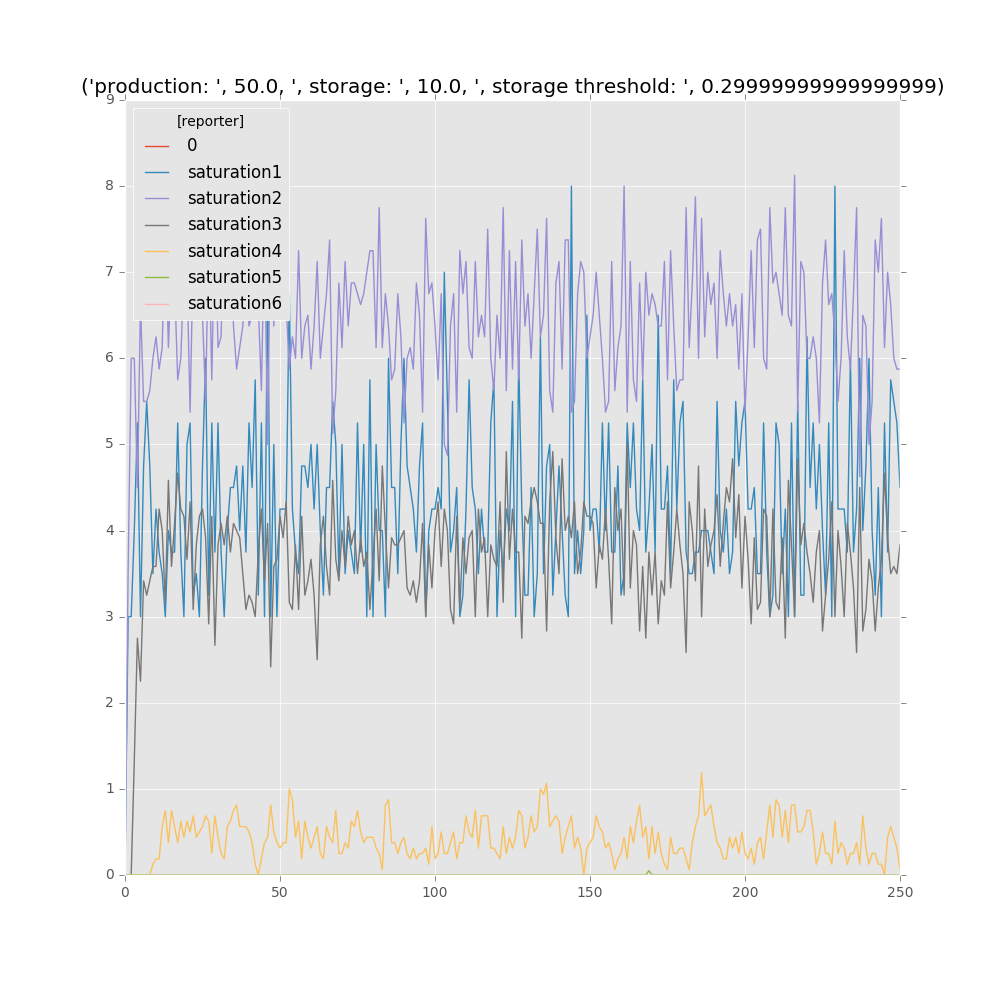 ('production: ', 50.0, ', storage: ', 10.0, ', storage threshold: ', 0.29999999999999999)
[reporter]
0
saturation1
saturation2
saturation3
saturation4
saturation5
saturation6
9
8
7
6
5
4
3
2
1
0
0 50 100 150 200 250